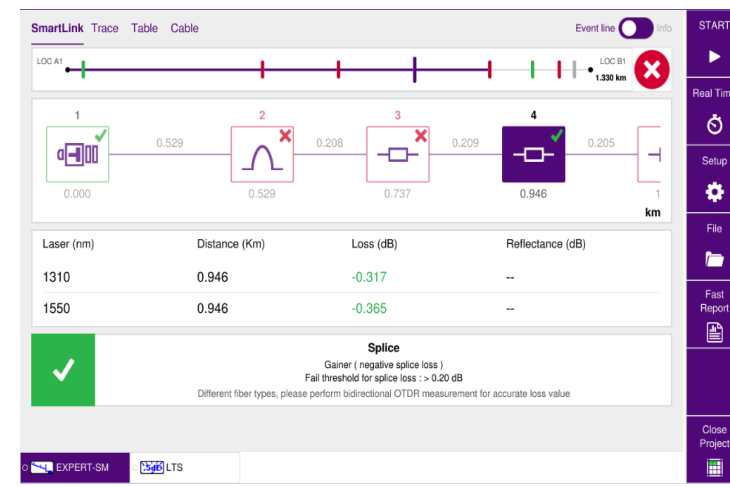 SmartLink Trace Table Cable
Event line Info
START
LOC A1
LOC B1
1.330 km
Real Tim
1 2 3 4
0.529 0.208 0.209 0.205
0.000 0.529 0.737 0.946 1
km
Setup
File
Laser (nm) Distance (Km) Loss (dB) Reflectance (dB)
1310 0.946 -0.317 --
1550 0.946 -0.365 --
Fast
Report
Splice
Gainer ( negative splice loss )
Fail threshold for splice loss : > 0.20 dB
Different fiber types, please perform bidirectional OTDR measurement for accurate loss value
Close
Project
EXPERT-SM
.5dB LTS